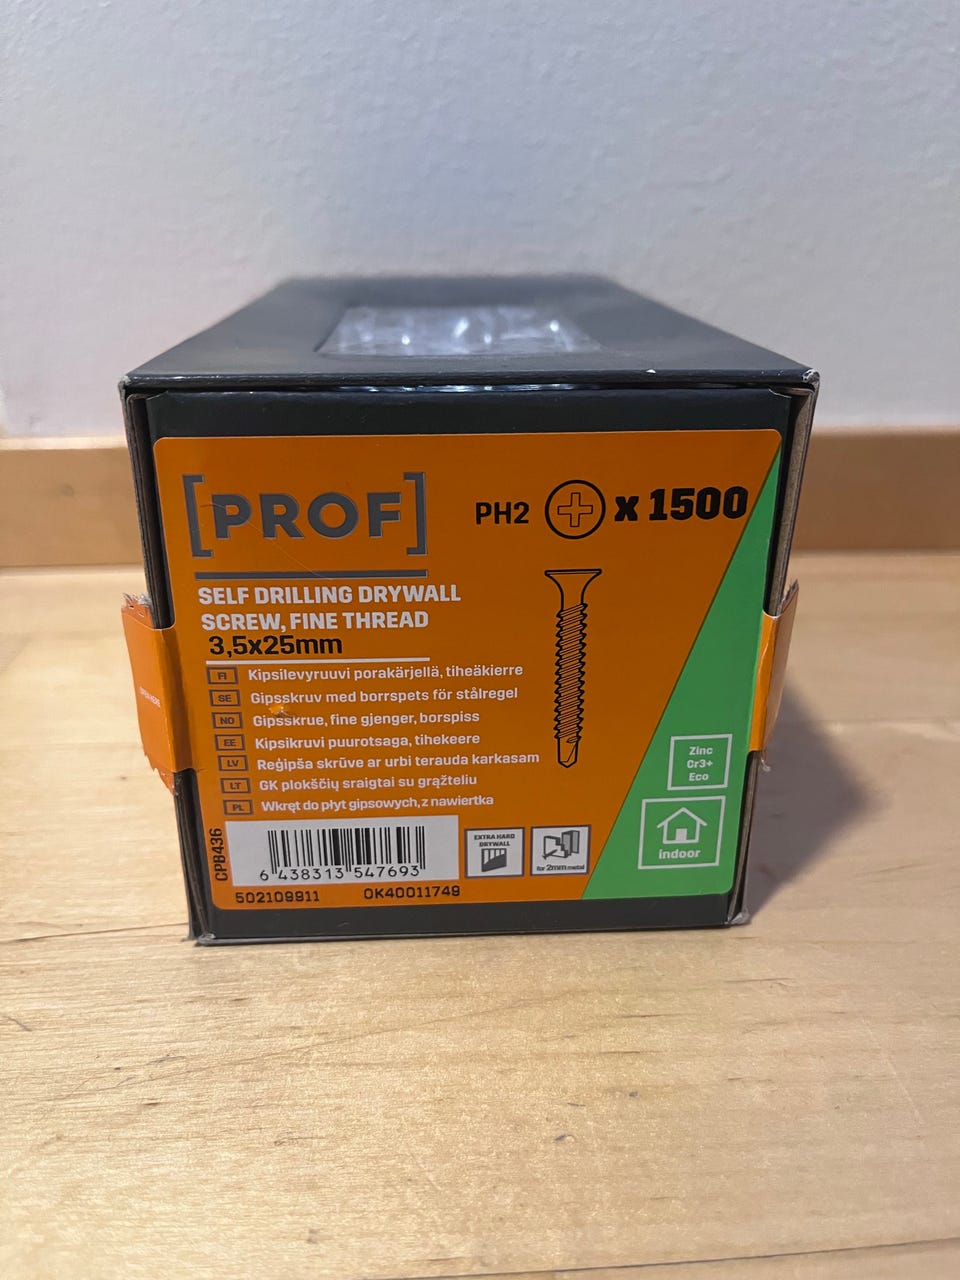 [PROF]
PH2 x 1500
SELF DRILLING DRYWALL
SCREW, FINE THREAD
3,5x25mm
FI Kipsilevyruuvi porakärjellä, tiheäkierre
SE Gipsskruv med borrspets för stålregel
NO Gipsskrue, fine gjenger, borspiss
EE Kipsikruvi puurotsaga, tihekeere
LV Reģipša skrūve ar urbi terauda karkasam
LT GK plokščių sraigtai su grąžteliu
PL Wkręt do płyt gipsowych, z nawiertka
Zinc
Cr3+
Eco
indoor
EXTRA HARD
DRYWALL
for 2mm metal
CPB436
6 438313 547693
502109911 OK40011749
OPEN HERE